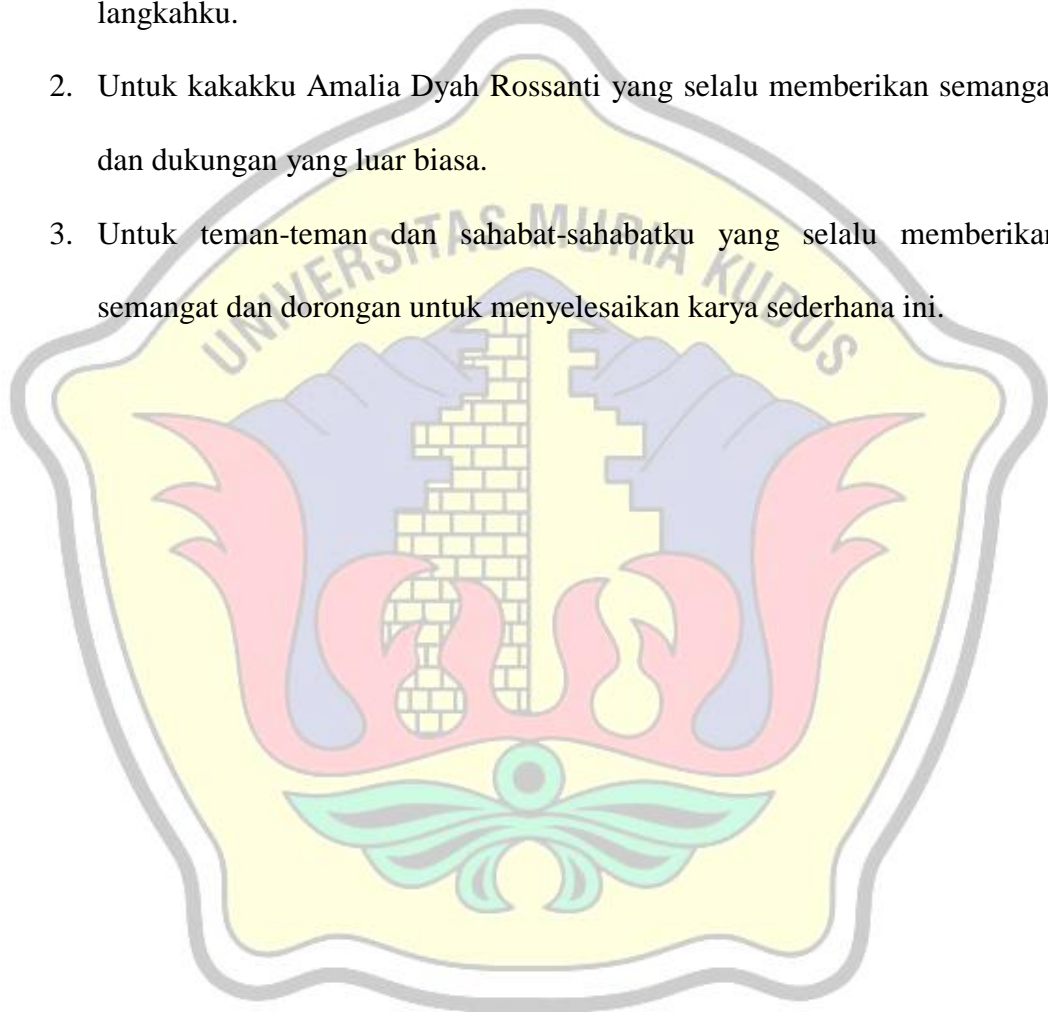 langkahku.
2. Untuk kakakku Amalia Dyah Rossanti yang selalu memberikan semanga
dan dukungan yang luar biasa.
3. Untuk teman-teman dan sahabat-sahabatku yang selalu memberikan
semangat dan dorongan untuk menyelesaikan karya sederhana ini.
UNIVERSITAS MURIA KUDUS